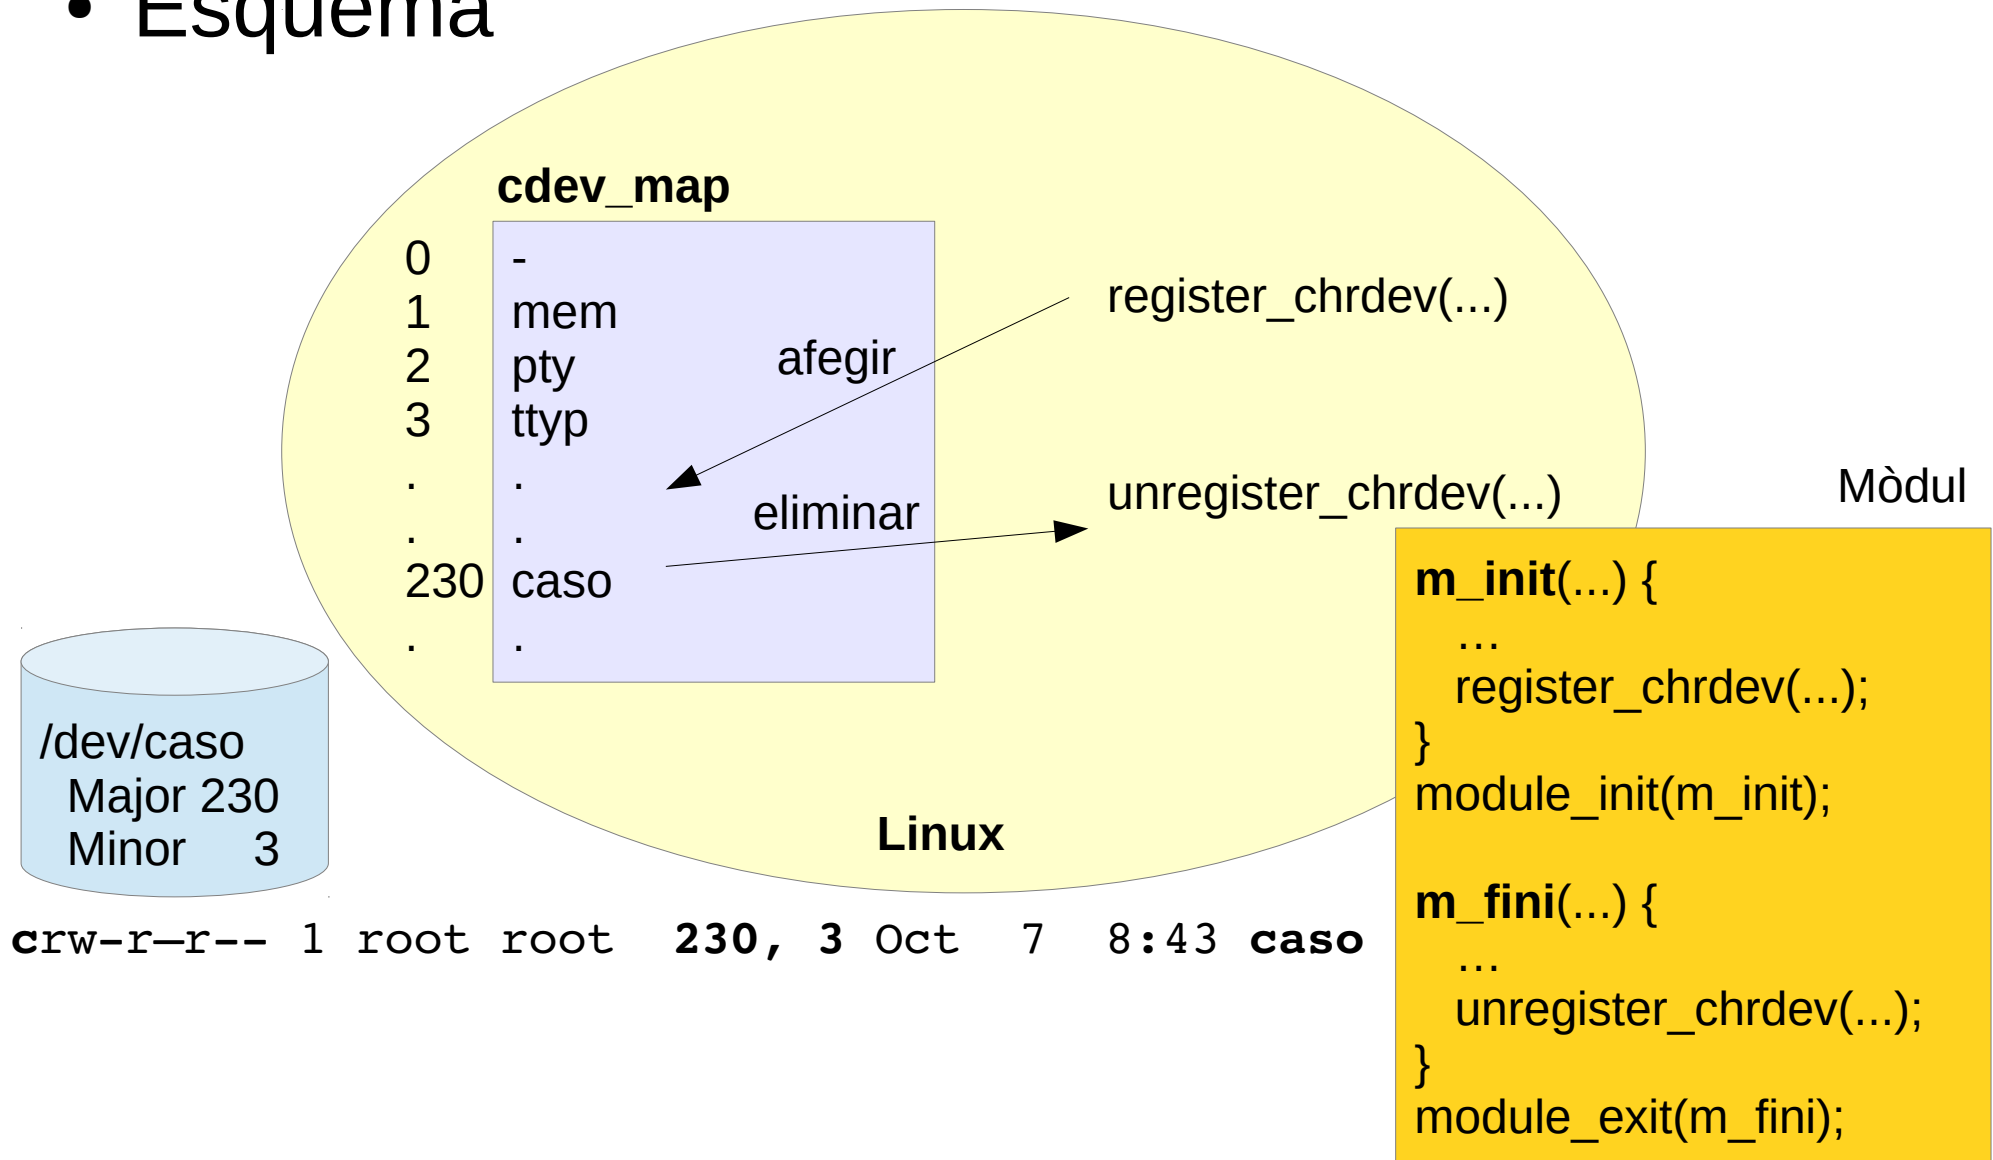 • Esquema
cdev_map
0 -
1 mem
2 pty
3 ttyp
. .
. .
230 caso
. .
afegir
eliminar
register_chrdev(...)
unregister_chrdev(...)
Linux
/dev/caso
Major 230
Minor 3
crw-r—r-- 1 root root 230, 3 Oct 7 8:43 caso
Mòdul
m_init(...) {
…
register_chrdev(...);
}
module_init(m_init);
m_fini(...) {
…
unregister_chrdev(...);
}
module_exit(m_fini);